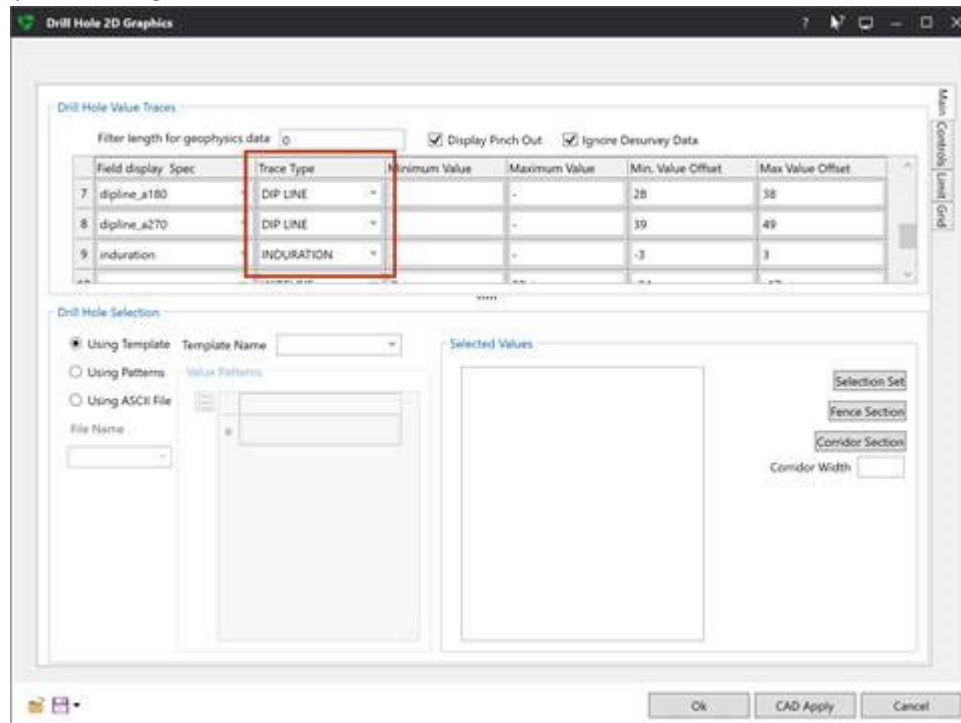 Drill Hole 2D Graphics
Drill Hole Value Traces
Filter length for geophysics data 0 Display Pinch Out Ignore Desurvey Data
Field display Spec Trace Type Minimum Value Maximum Value Min. Value Offset Max Value Offset
7 dipline_a180 DIP LINE - 28 38
8 dipline_a270 DIP LINE - 39 49
9 induration INDURATION - -3 3
Drill Hole Selection
Using Template Template Name
Using Patterns Value Patterns
Using ASCII File
File Name
Selected Values
Selection Set
Fence Section
Corridor Section
Corridor Width
Main Controls Limit Grid
Ok CAD Apply Cancel